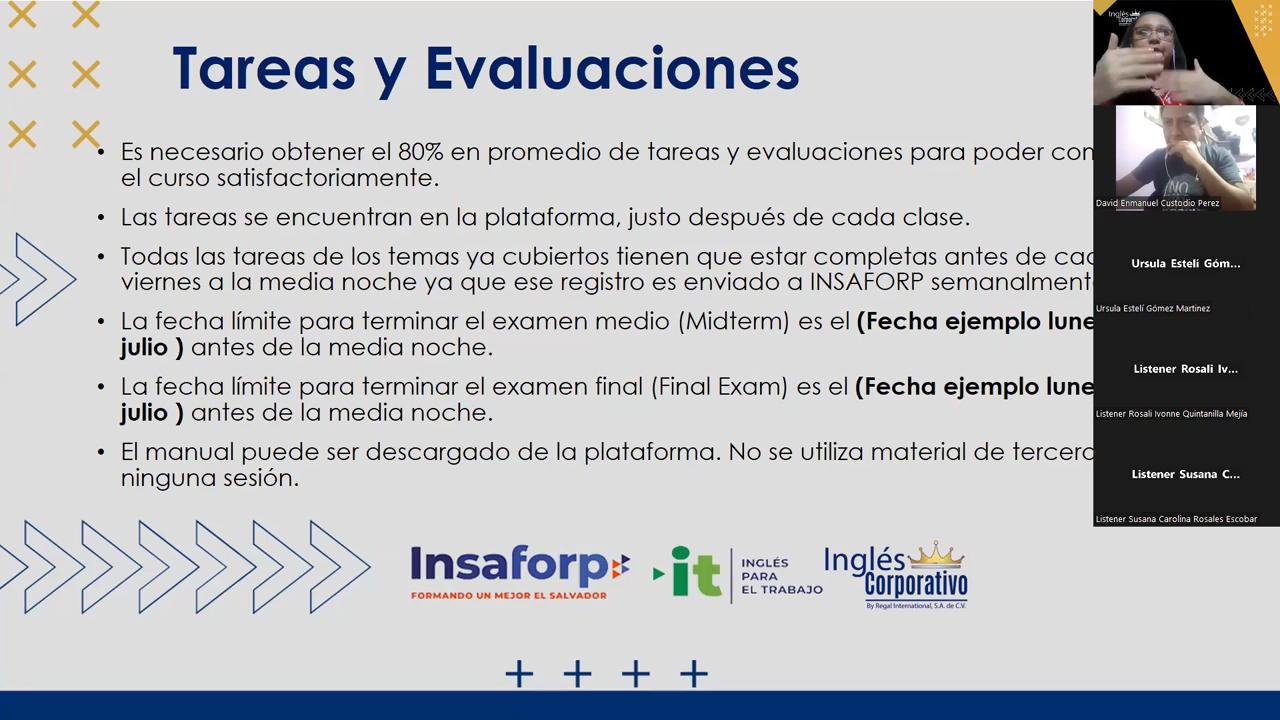 Tareas y Evaluaciones
• Es necesario obtener el 80% en promedio de tareas y evaluaciones para poder
el curso satisfactoriamente.
• Las tareas se encuentran en la plataforma, justo después de cada clase.
• Todas las tareas de los temas ya cubiertos tienen que estar completas antes de
viernes a la media noche ya que ese registro es enviado a INSAFORP
• La fecha límite para terminar el examen medio (Midterm) es el (Fecha ejemplo
julio ) antes de la media noche.
• La fecha límite para terminar el examen final (Final Exam) es el (Fecha ejemplo
julio ) antes de la media noche.
• El manual puede ser descargado de la plataforma. No se utiliza material de
ninguna sesión.
Insaforp
FORMANDO UN MEJOR EL SALVADOR
it
INGLÉS
PARA
EL TRABAJO
Inglés
Corporativo
By Regal International, S.A. de C.V.
Inglés
Corporativo
David Enmanuel Custodio Perez
Ursula Estelí Góm...
Ursula Estelí Gómez Martinez
Listener Rosali Iv...
Listener Rosali Ivonne Quintanilla Mejía
Listener Susana C...
Listener Susana Carolina Rosales Escobar